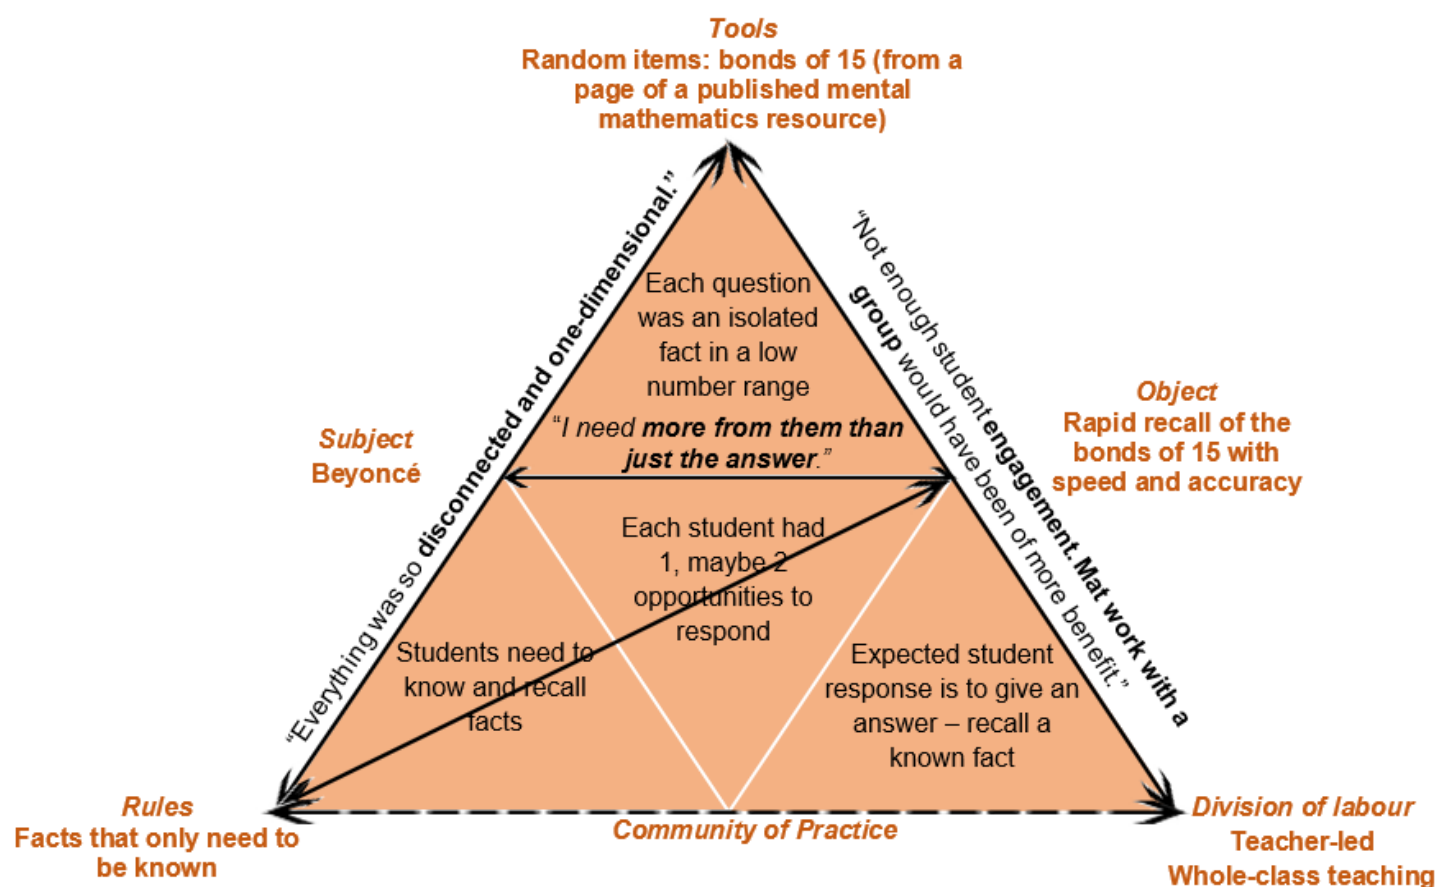 Tools
Random items: bonds of 15 (from a
page of a published mental
mathematics resource)
“Everything was so disconnected and one-dimensional.”
“Not enough student engagement. Mat work with a
group would have been of more benefit.”
Each question
was an isolated
fact in a low
number range
“I need more from them than
just the answer.”
Subject
Beyoncé
Object
Rapid recall of the
bonds of 15 with
speed and accuracy
Each student had
1, maybe 2
opportunities to
respond
Students need to
know and recall
facts
Expected student
response is to give an
answer – recall a
known fact
Rules
Facts that only need to
be known
Community of Practice
Division of labour
Teacher-led
Whole-class teaching